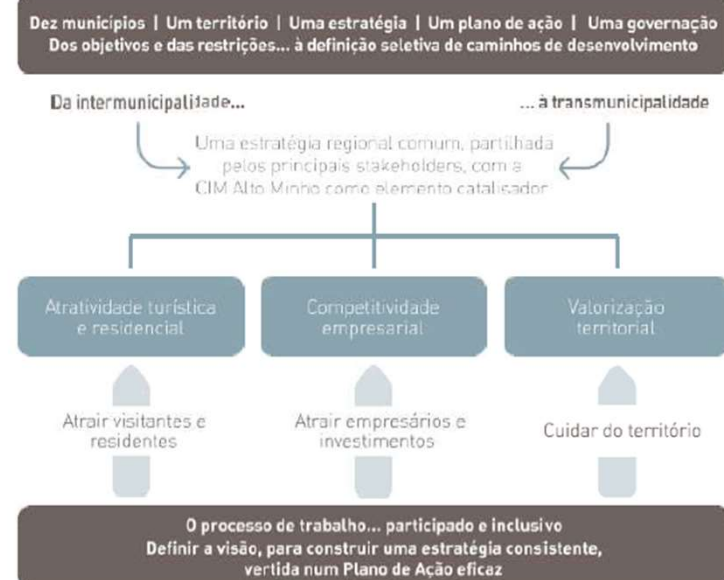 Dez municípios | Um território | Uma estratégia | Um plano de ação | Uma governação
Dos objetivos e das restrições... à definição seletiva de caminhos de desenvolvimento
Da intermunicipalidade...
... à transmunicipalidade
Uma estratégia regional comum, partilhada
pelos principais stakeholders, com a
CIM Alto Minho como elemento catalisador
Atratividade turística
e residencial
Competitividade
empresarial
Valorização
territorial
Atrair visitantes e
residentes
Atrair empresários e
investimentos
Cuidar do território
O processo de trabalho... participado e inclusivo
Definir a visão, para construir uma estratégia consistente,
vertida num Plano de Ação eficaz